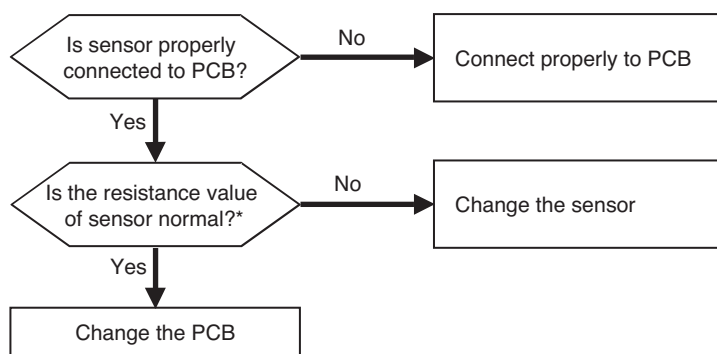 Is sensor properly
connected to PCB?
No
Connect properly to PCB
Yes
Is the resistance value
of sensor normal?*
No
Change the sensor
Yes
Change the PCB